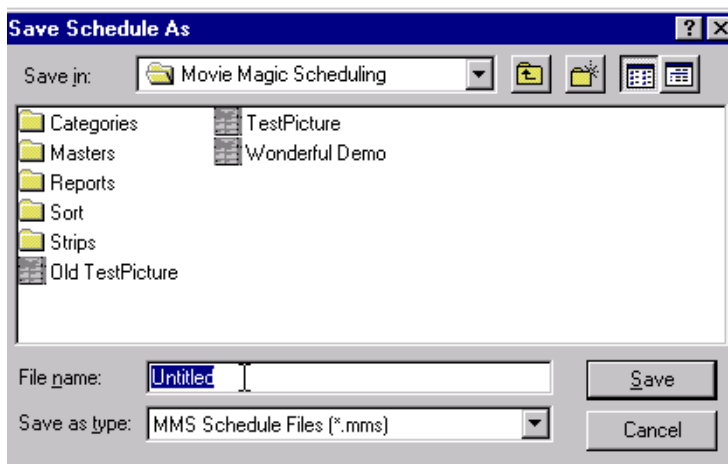 Save Schedule As
Save in: Movie Magic Scheduling
Categories TestPicture
Masters Wonderful Demo
Reports
Sort
Strips
Old TestPicture
File name: Untitled Save
Save as type: MMS Schedule Files (*.mms) Cancel